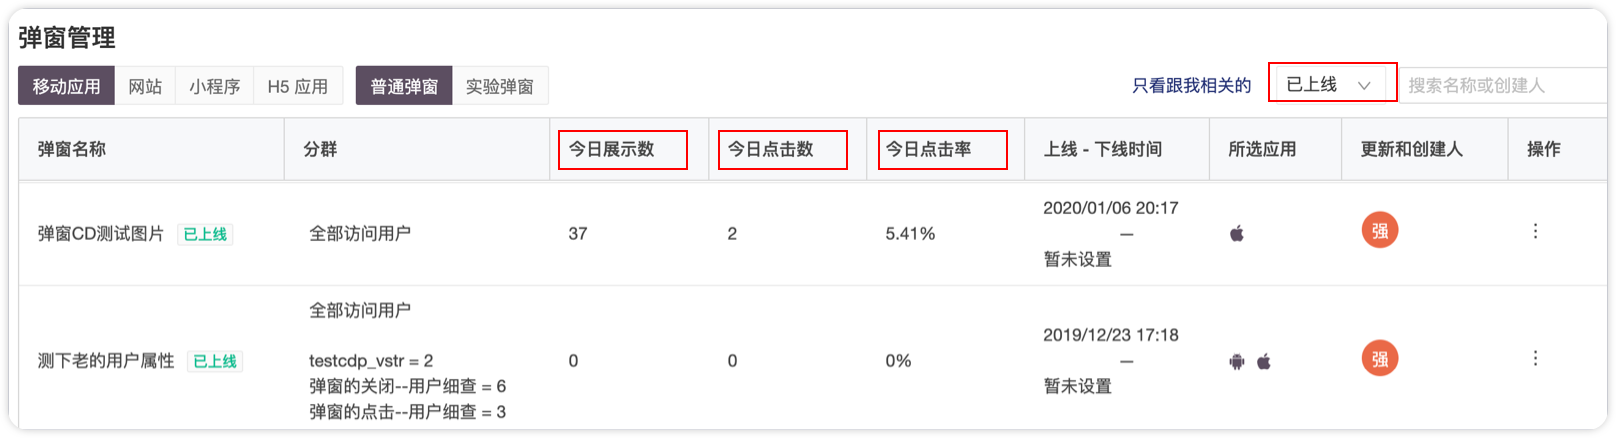 弹窗管理
移动应用 网站 小程序 H5 应用 普通弹窗 实验弹窗 只看跟我相关的 已上线 搜索名称或创建人
弹窗名称 分群 今日展示数 今日点击数 今日点击率 上线 - 下线时间 所选应用 更新和创建人 操作
弹窗CD测试图片 已上线 全部访问用户 37 2 5.41% 2020/01/06 20:17
—
暂未设置
强
测下老的用户属性 已上线
全部访问用户
testcdp_vstr = 2
弹窗的关闭--用户细查 = 6
弹窗的点击--用户细查 = 3
0 0 0%
2019/12/23 17:18
—
暂未设置
强